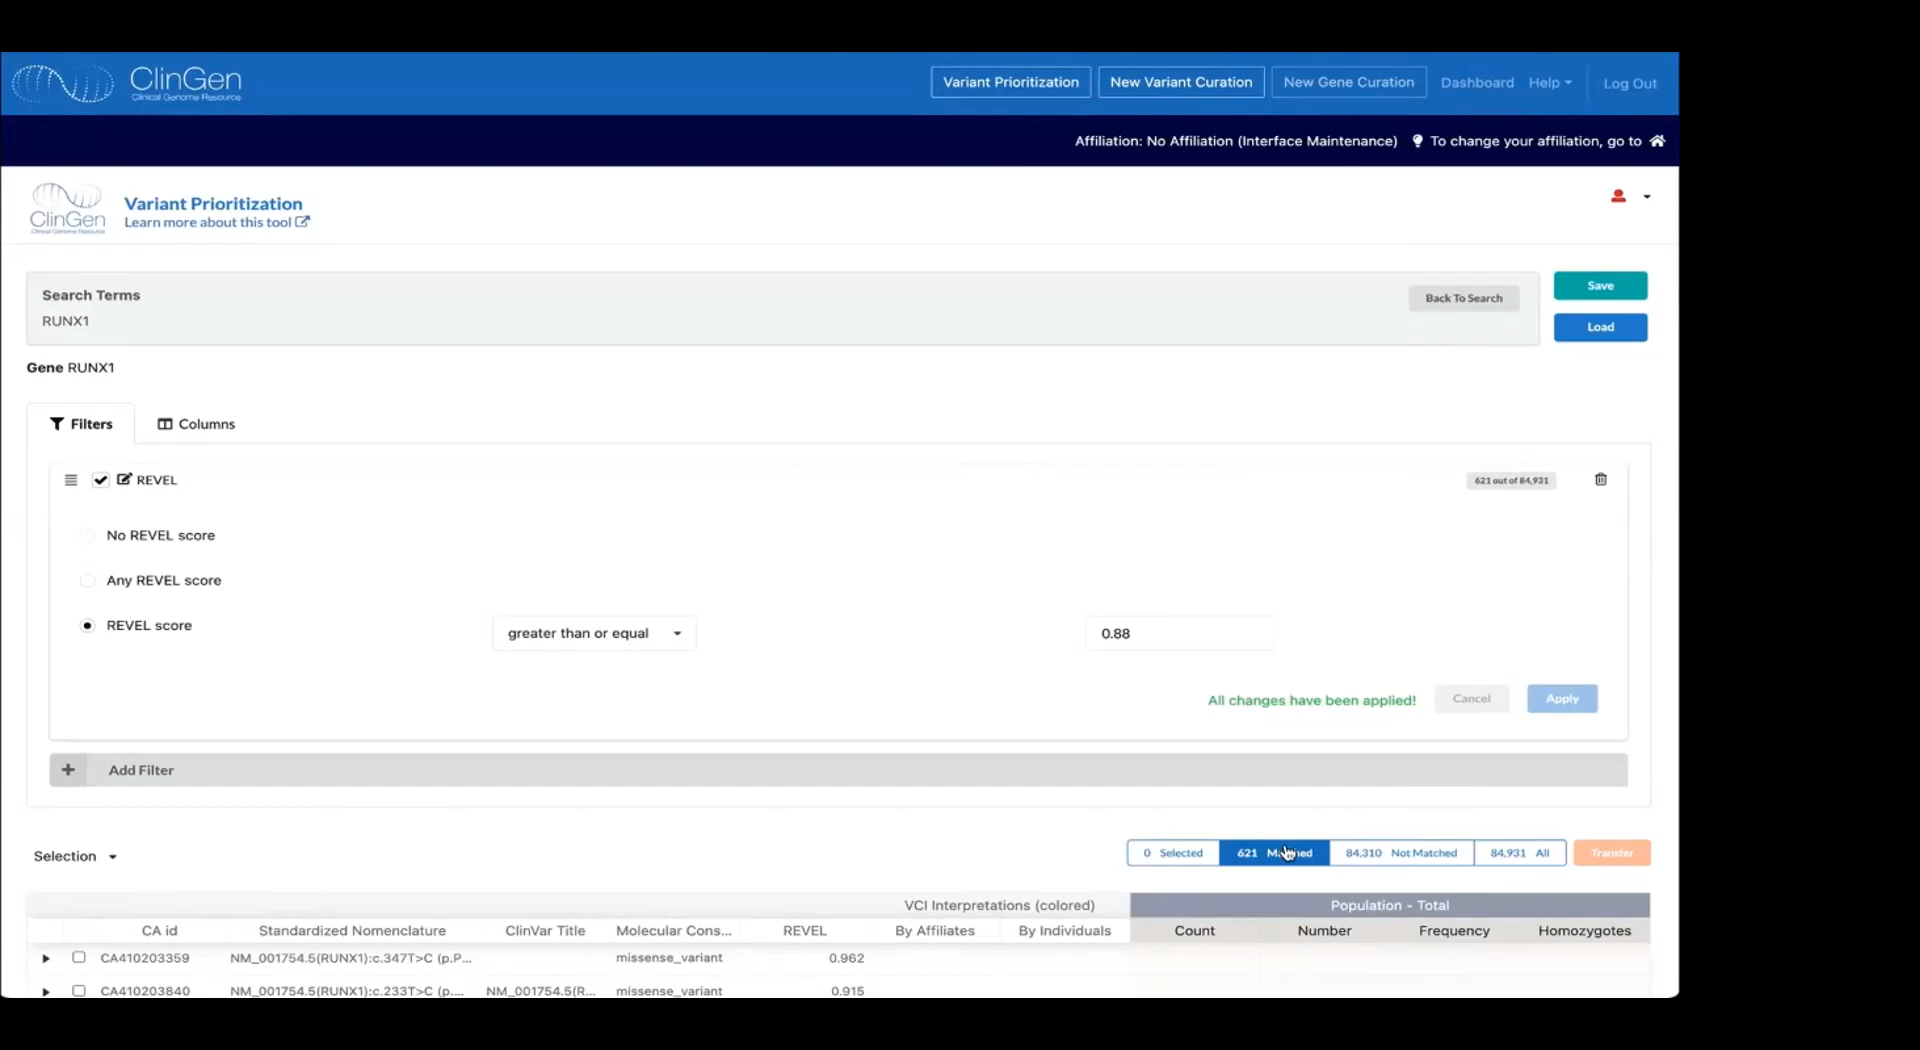 ClinGen
Clinical Genome Resource
Variant Prioritization
New Variant Curation
New Gene Curation
Dashboard
Help
Log Out
Affiliation: No Affiliation (Interface Maintenance)
To change your affiliation, go to
ClinGen
Clinical Genome Resource
Variant Prioritization
Learn more about this tool
Search Terms
RUNX1
Back To Search
Save
Load
Gene RUNX1
Filters
Columns
REVEL
621 out of 84,931
No REVEL score
Any REVEL score
REVEL score
greater than or equal
0.88
All changes have been applied!
Cancel
Apply
+ Add Filter
Selection
0 Selected
621 Matched
84,310 Not Matched
84,931 All
Transfer
VCI Interpretations (colored)
Population - Total
CA id
Standardized Nomenclature
ClinVar Title
Molecular Cons...
REVEL
By Affiliates
By Individuals
Count
Number
Frequency
Homozygotes
CA410203359 NM_001754.5(RUNX1):c.347T>C (p.P... missense_variant 0.962
CA410203840 NM_001754.5(RUNX1):c.233T>C (p.... NM_001754.5(R... missense_variant 0.915